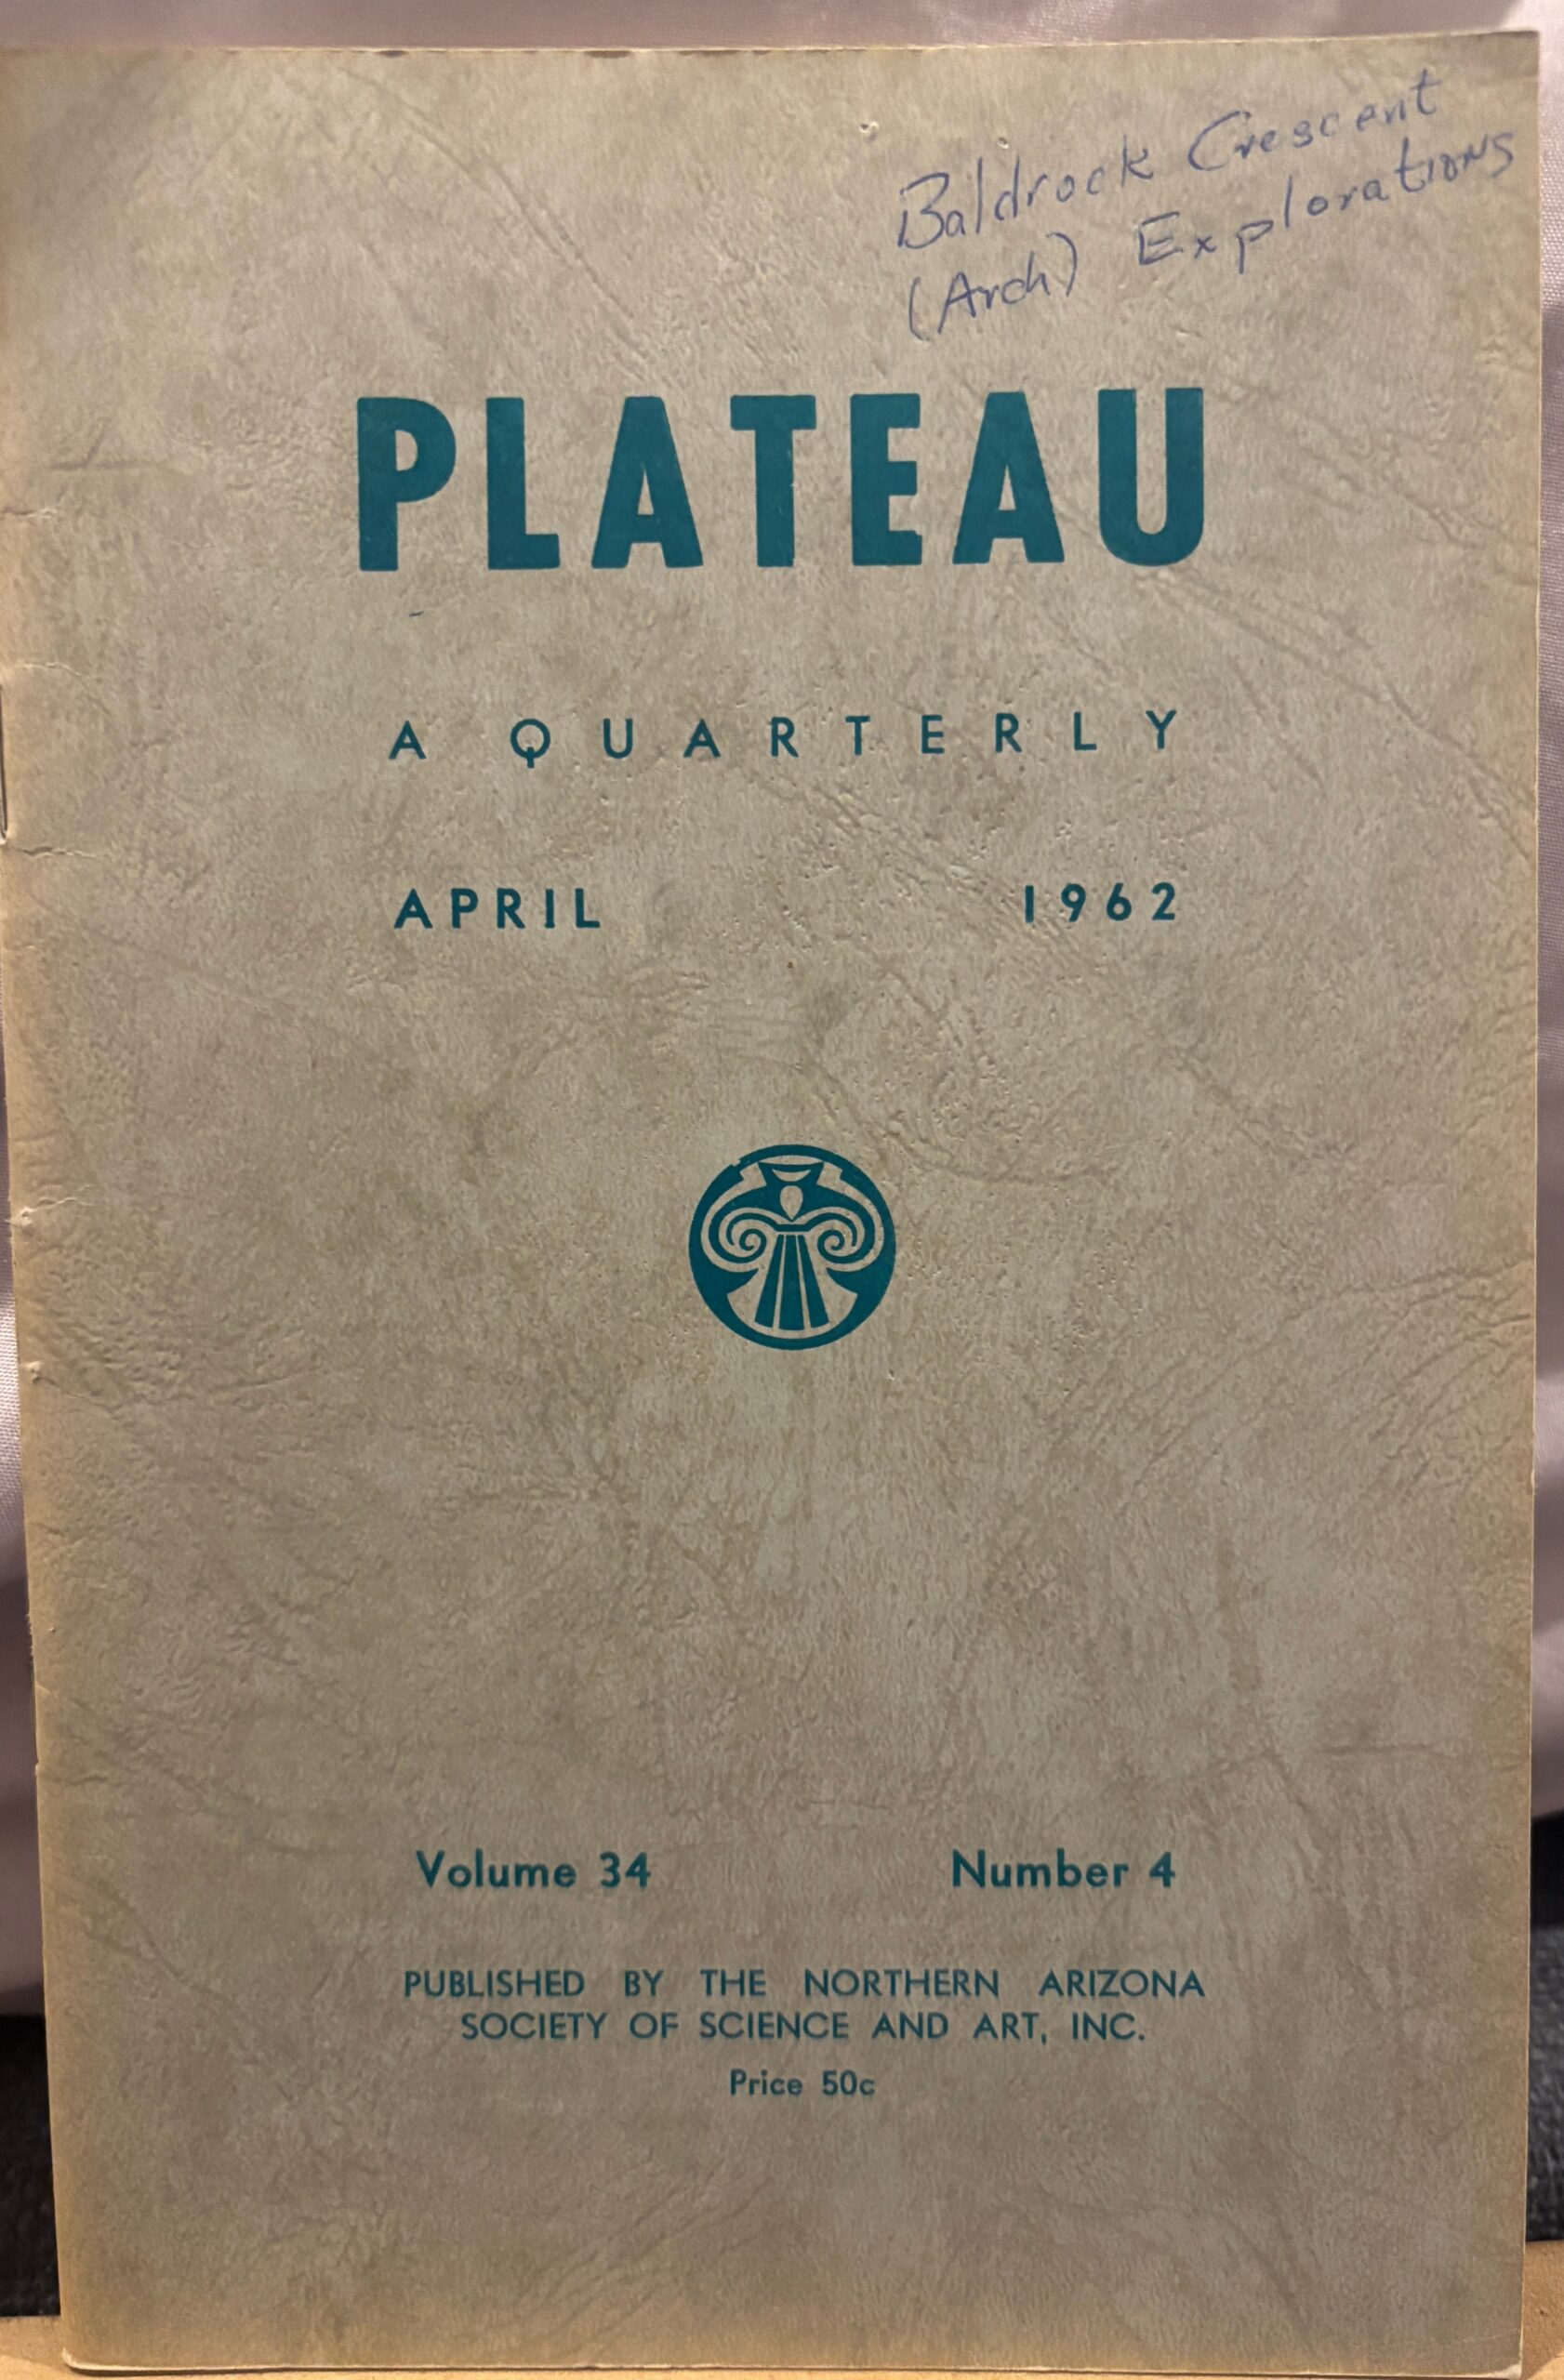 Baldrock Crescent
(Arch) Explorations
PLATEAU
A QUARTERLY
APRIL 1962
Volume 34 Number 4
PUBLISHED BY THE NORTHERN ARIZONA
SOCIETY OF SCIENCE AND ART, INC.
Price 50c